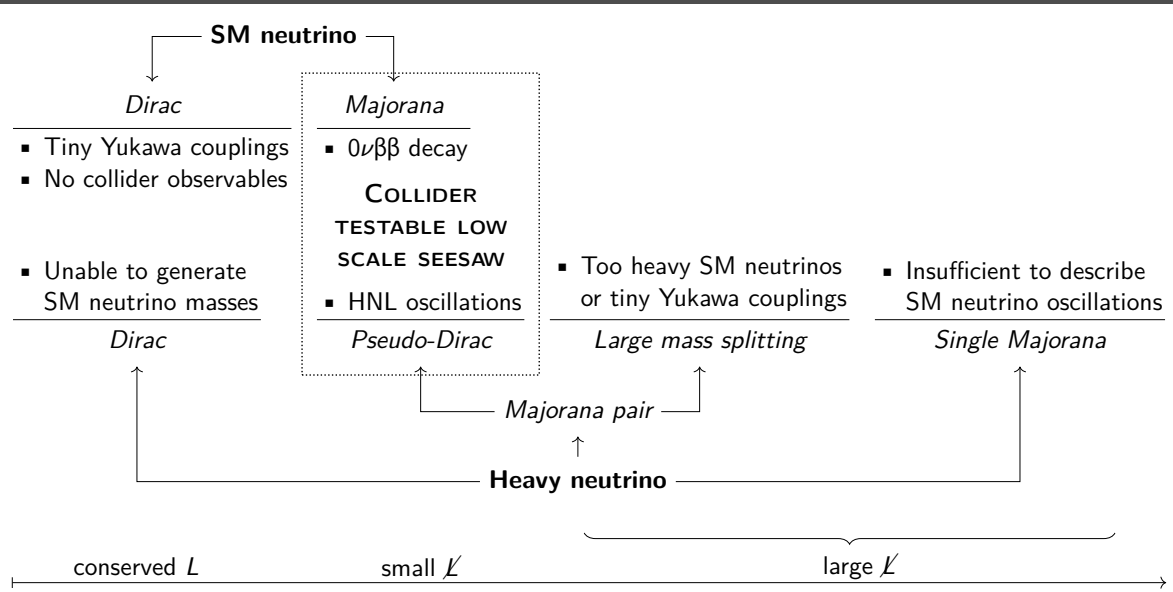 SM neutrino
Dirac
Majorana
▪ Tiny Yukawa couplings
▪ No collider observables
▪ 0νββ decay
COLLIDER
TESTABLE LOW
SCALE SEESAW
▪ Unable to generate
SM neutrino masses
▪ HNL oscillations
▪ Too heavy SM neutrinos
or tiny Yukawa couplings
▪ Insufficient to describe
SM neutrino oscillations
Dirac
Pseudo-Dirac
Large mass splitting
Single Majorana
Majorana pair
Heavy neutrino
conserved L
small L̸
large L̸